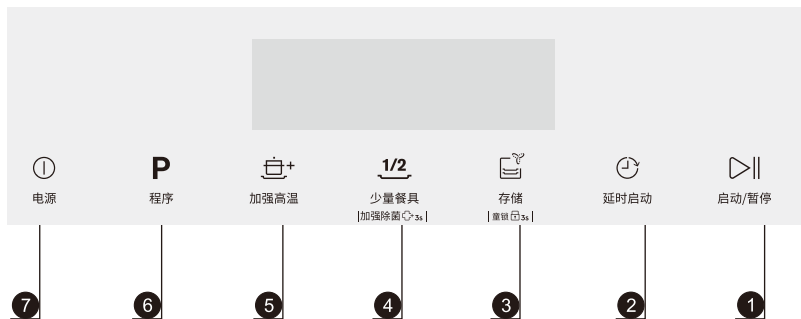 P
1/2
电源
程序
加强高温
少量餐具
存储
延时启动
启动/暂停
|加强除菌 3s|
|童锁 3s|
7
6
5
4
3
2
1